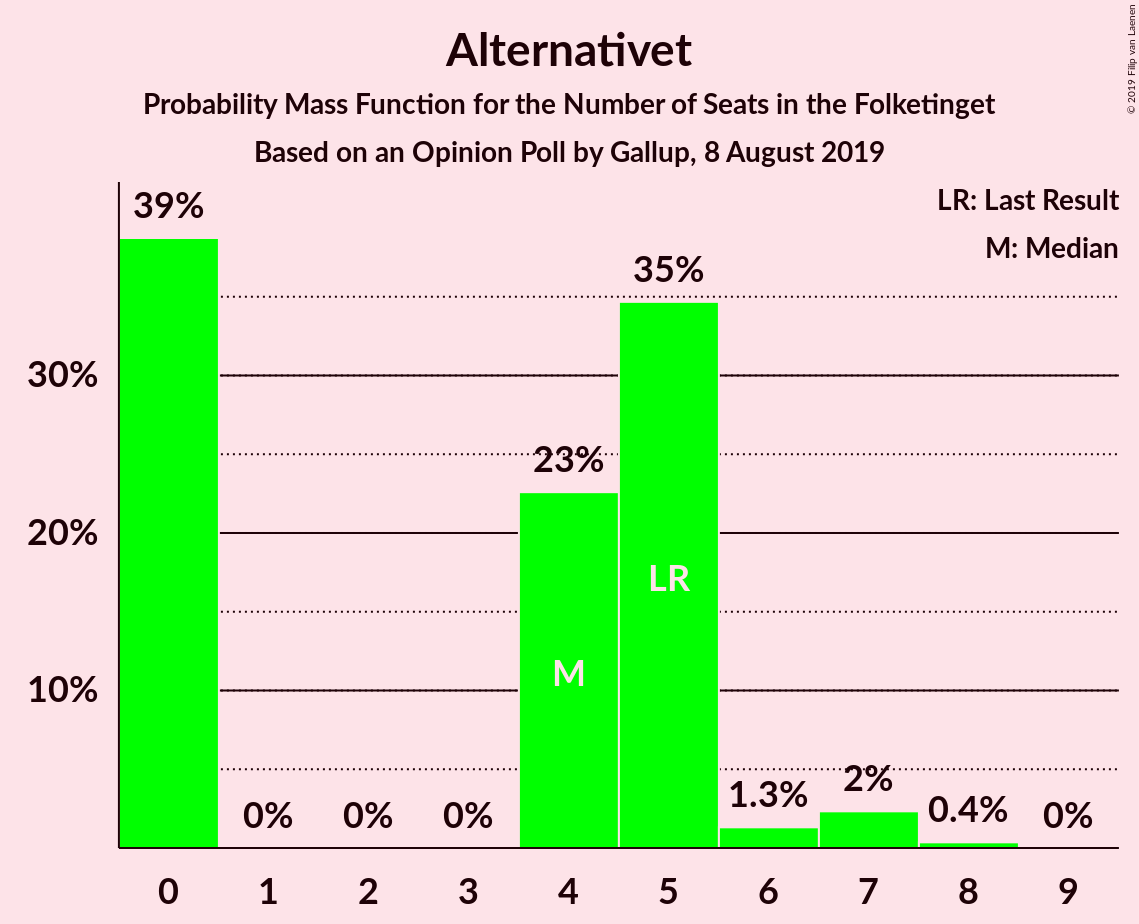 Alternativet
Probability Mass Function for the Number of Seats in the Folketinget
Based on an Opinion Poll by Gallup, 8 August 2019
© 2019 Filip van Laenen
LR: Last Result
M: Median
39%
35%
30%
23%
20%
LR
M
10%
0%
0%
0%
1.3%
2%
0.4%
0%
0
1
2
3
4
5
6
7
8
9